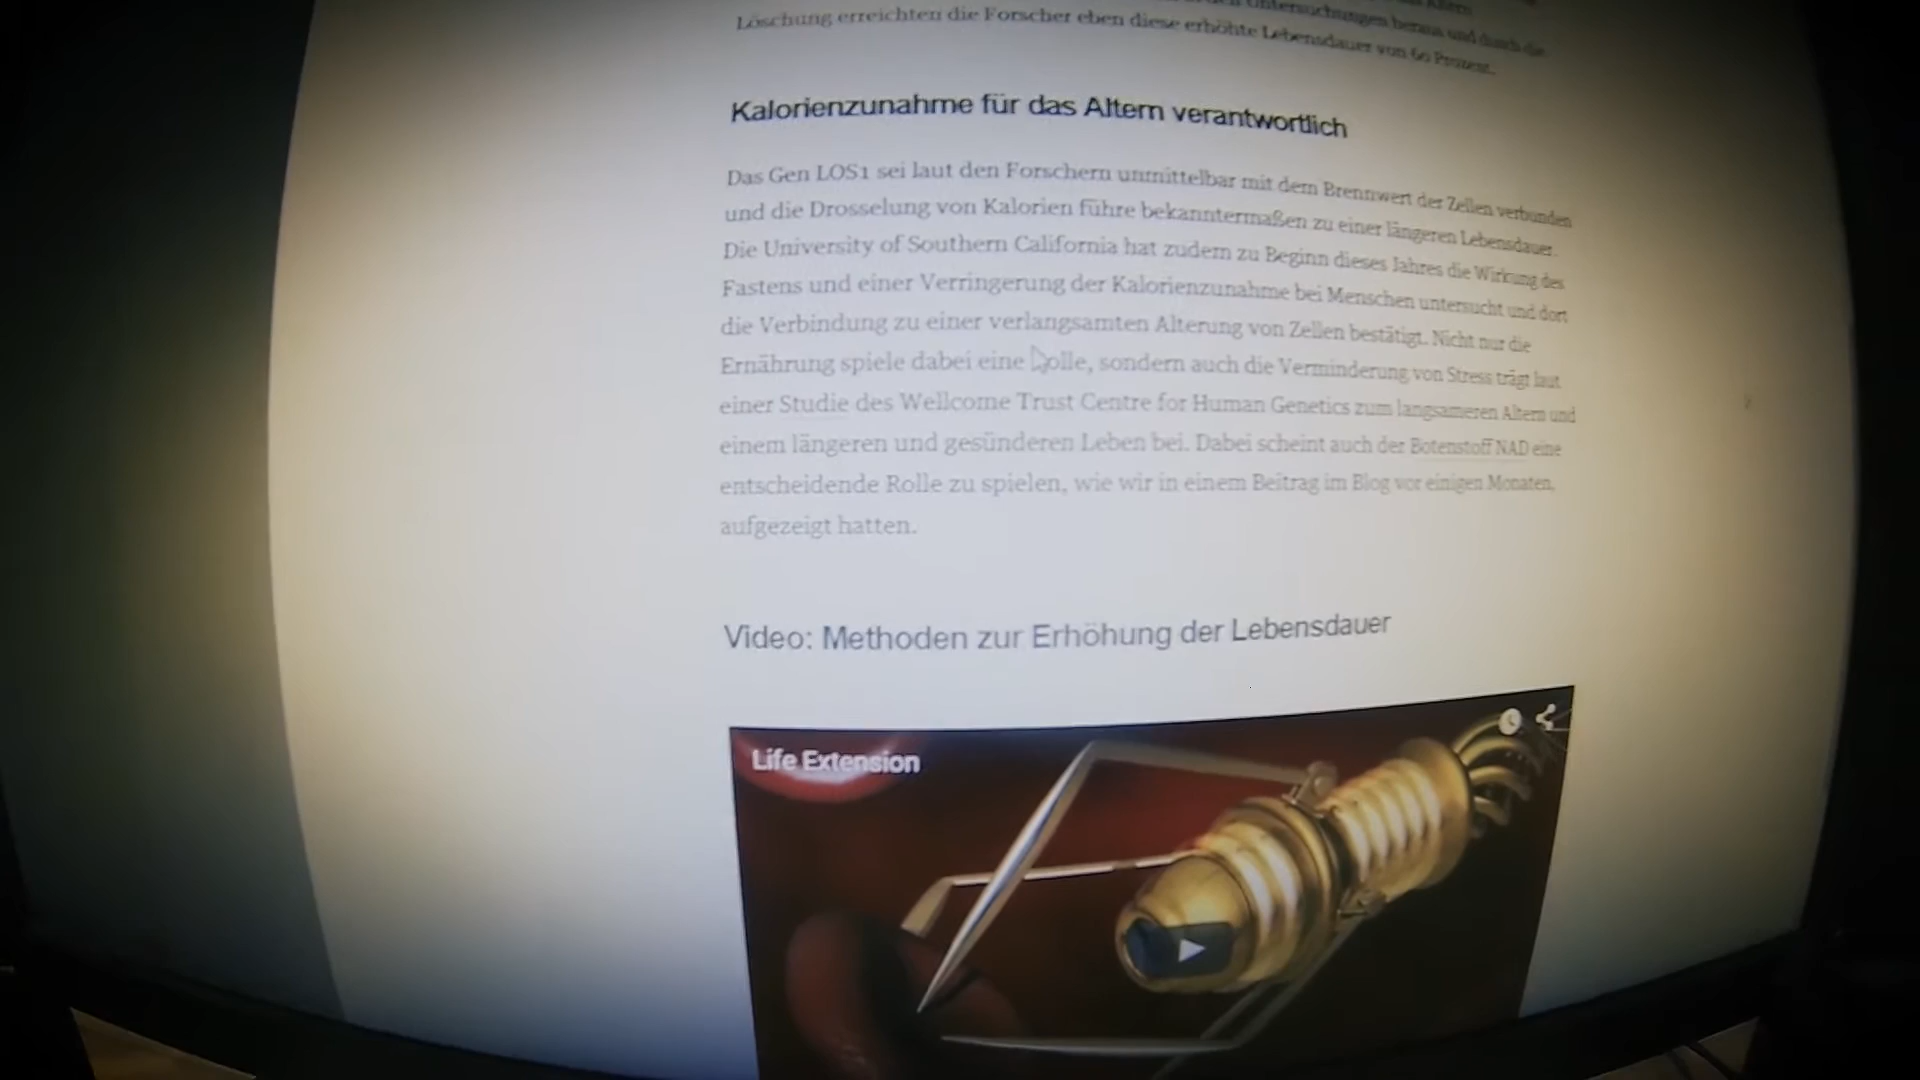 Untersuchungen heraus und durch die
Löschung erreichten die Forscher eben diese erhöhte Lebensdauer von 60 Prozent.
Kalorienzunahme für das Altern verantwortlich
Das Gen LOS1 sei laut den Forschern unmittelbar mit dem Brennwert der Zellen verbunden
und die Drosselung von Kalorien führe bekanntermaßen zu einer längeren Lebensdauer.
Die University of Southern California hat zudem zu Beginn dieses Jahres die Wirkung des
Fastens und einer Verringerung der Kalorienzunahme bei Menschen untersucht und dort
die Verbindung zu einer verlangsamten Alterung von Zellen bestätigt. Nicht nur die
Ernährung spiele dabei eine Rolle, sondern auch die Verminderung von Stress trägt laut
einer Studie des Wellcome Trust Centre for Human Genetics zum langsameren Altern und
einem längeren und gesünderen Leben bei. Dabei scheint auch der Botenstoff NAD eine
entscheidende Rolle zu spielen, wie wir in einem Beitrag im Blog vor einigen Monaten,
aufgezeigt hatten.
Video: Methoden zur Erhöhung der Lebensdauer
Life Extension